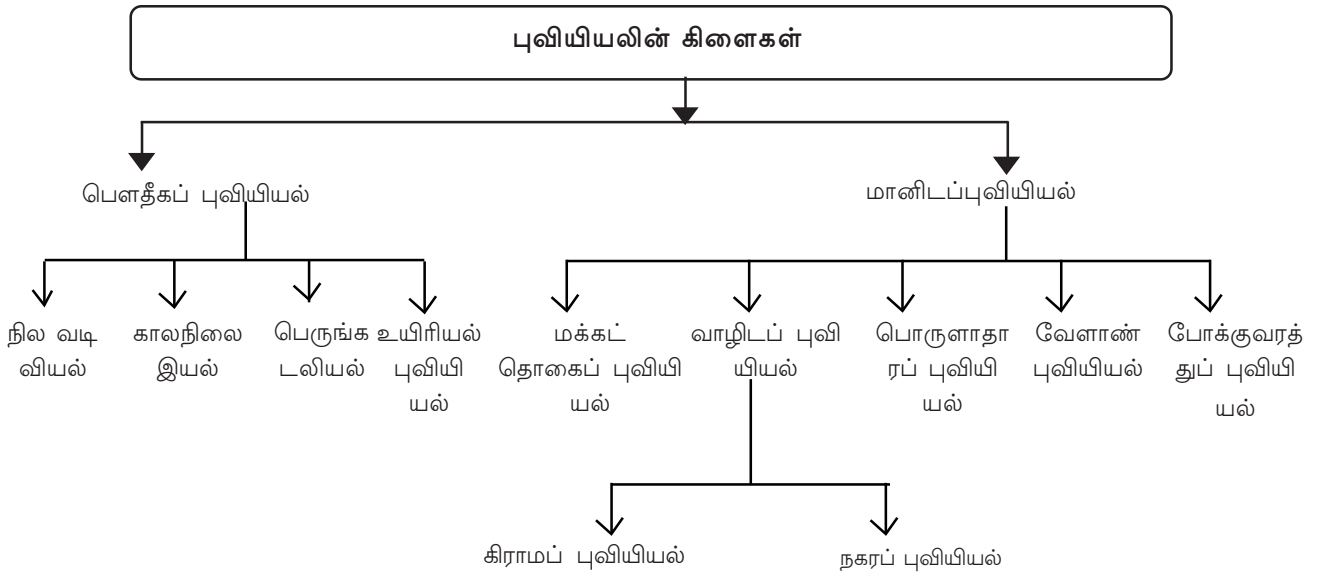 புவியியலின் கிளைகள்
பௌதீகப் புவியியல்
மானிடப்புவியியல்
நில வடி
வியல்
காலநிலை
இயல்
பெருங்க
டலியல்
உயிரியல்
புவியி
யல்
மக்கட்
தொகைப் புவியி
யல்
வாழிடப் புவி
யியல்
பொருளாதா
ரப் புவியி
யல்
வேளாண்
புவியியல்
போக்குவரத்
துப் புவியி
யல்
கிராமப் புவியியல்
நகரப் புவியியல்